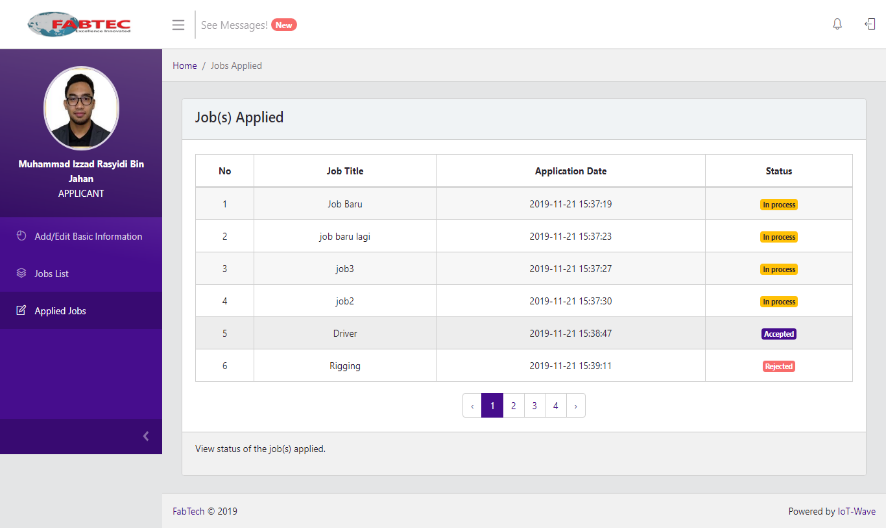 FABTEC
See Messages! New
Home / Jobs Applied
Muhammad Izzad Rasyidi Bin
Jahan
APPLICANT
Add/Edit Basic Information
Jobs List
Applied Jobs
Job(s) Applied
No Job Title Application Date Status
1 Job Baru 2019-11-21 15:37:19 In process
2 job baru lagi 2019-11-21 15:37:23 In process
3 job3 2019-11-21 15:37:27 In process
4 job2 2019-11-21 15:37:30 In process
5 Driver 2019-11-21 15:38:47 Accepted
6 Rigging 2019-11-21 15:39:11 Rejected
‹ 1 2 3 4 ›
View status of the job(s) applied.
FabTech © 2019 Powered by IoT-Wave